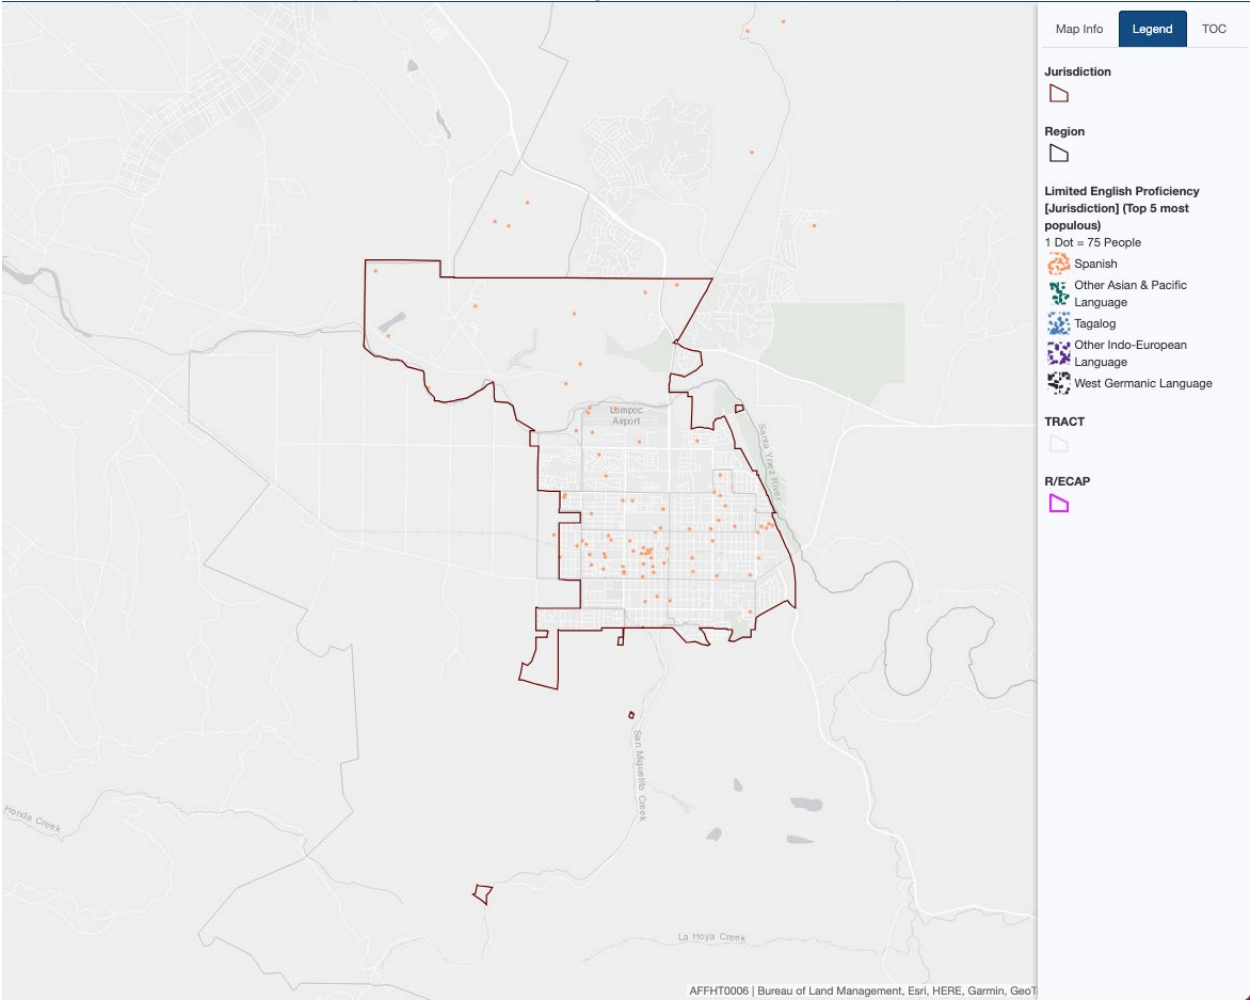 Map Info
Legend
TOC
Jurisdiction
Region
Limited English Proficiency
[Jurisdiction] (Top 5 most
populous)
1 Dot = 75 People
Spanish
Other Asian & Pacific
Language
Tagalog
Other Indo-European
Language
West Germanic Language
TRACT
R/ECAP
Lompoc
Airport
Santa Ynez River
San Miguelito Creek
Honda Creek
La Hoya Creek
AFFHT0006 | Bureau of Land Management, Esri, HERE, Garmin, GeoT